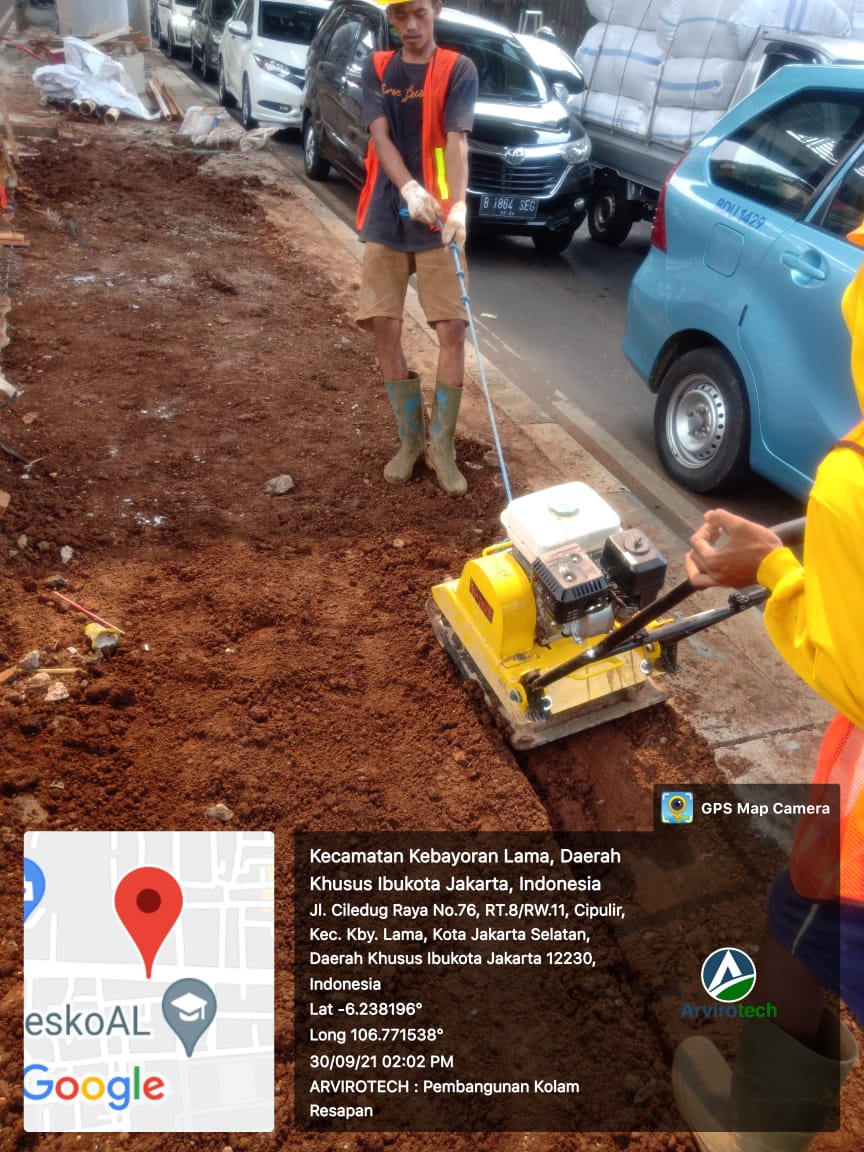 B 1864 SEG
BDU 1429
GPS Map Camera
Kecamatan Kebayoran Lama, Daerah
Khusus Ibukota Jakarta, Indonesia
Jl. Ciledug Raya No.76, RT.8/RW.11, Cipulir,
Kec. Kby. Lama, Kota Jakarta Selatan,
Daerah Khusus Ibukota Jakarta 12230,
Indonesia
Lat -6.238196°
Long 106.771538°
30/09/21 02:02 PM
ARVIROTECH : Pembangunan Kolam
Resapan
Arvirotech
eskoAL
Google